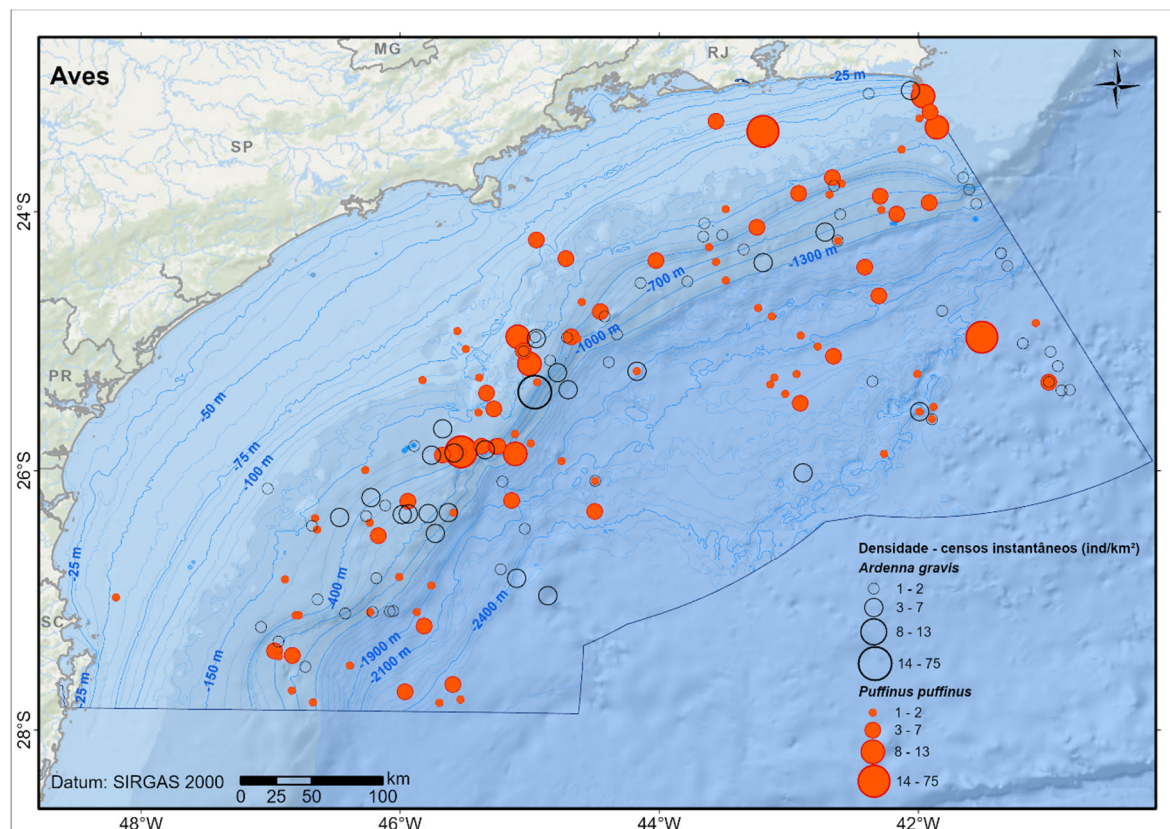 Aves
MG
RJ
N
-25 m
SP
24°S
-1300 m
-700 m
-1000 m
PR
-50 m
-75 m
-100 m
26°S
-25 m
-400 m
-2400 m
SC
-1900 m
-2100 m
-150 m
-25 m
28°S
Densidade - censos instantâneos (ind/km²)
Ardenna gravis
1 - 2
3 - 7
8 - 13
14 - 75
Puffinus puffinus
1 - 2
3 - 7
8 - 13
14 - 75
Datum: SIRGAS 2000
km
0 25 50 100
48°W 46°W 44°W 42°W